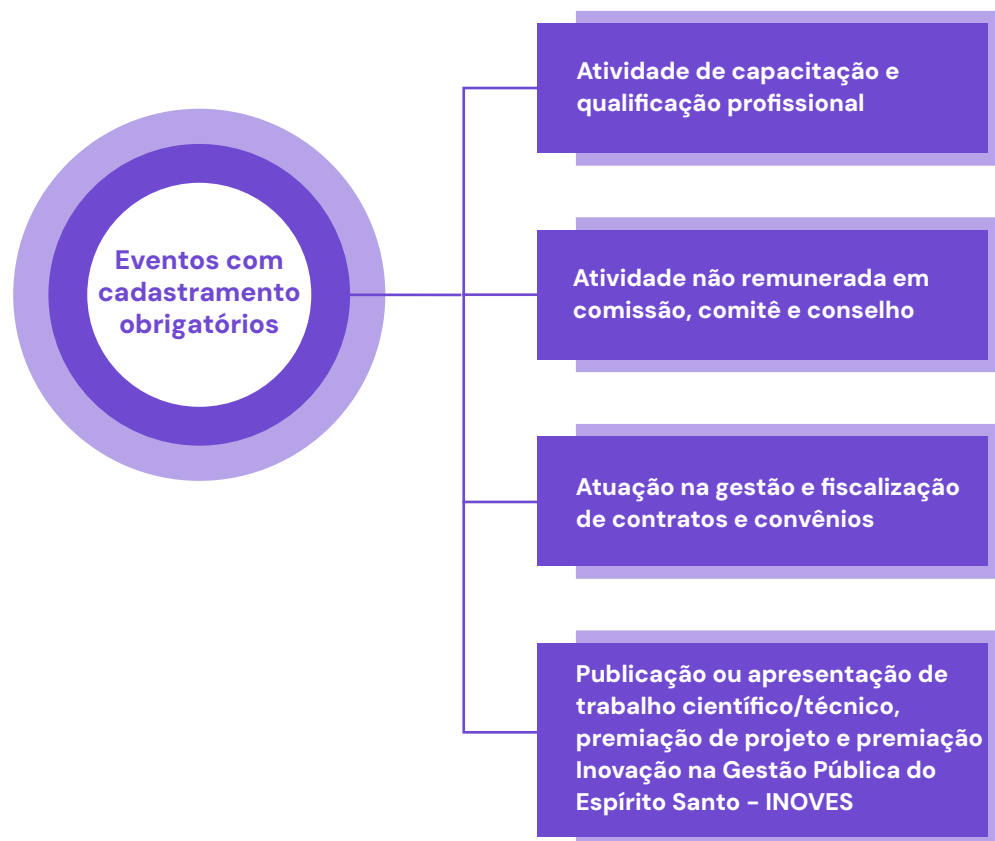 Eventos com
cadastramento
obrigatórios
Atividade de capacitação e
qualificação profissional
Atividade não remunerada em
comissão, comitê e conselho
Atuação na gestão e fiscalização
de contratos e convênios
Publicação ou apresentação de
trabalho científico/técnico,
premiação de projeto e premiação
Inovação na Gestão Pública do
Espírito Santo - INOVES